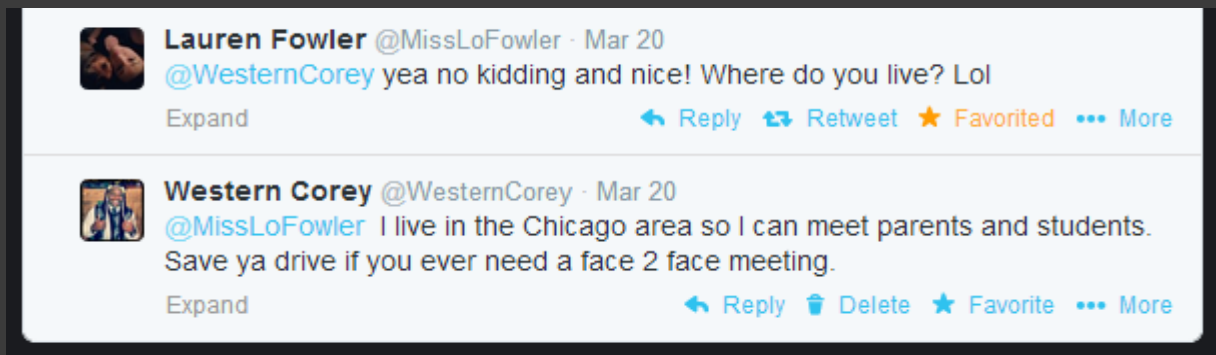 Lauren Fowler @MissLoFowler · Mar 20
@WesternCorey yea no kidding and nice! Where do you live? Lol
Expand Reply Retweet Favorited More
Western Corey @WesternCorey · Mar 20
@MissLoFowler I live in the Chicago area so I can meet parents and students.
Save ya drive if you ever need a face 2 face meeting.
Expand Reply Delete Favorite More